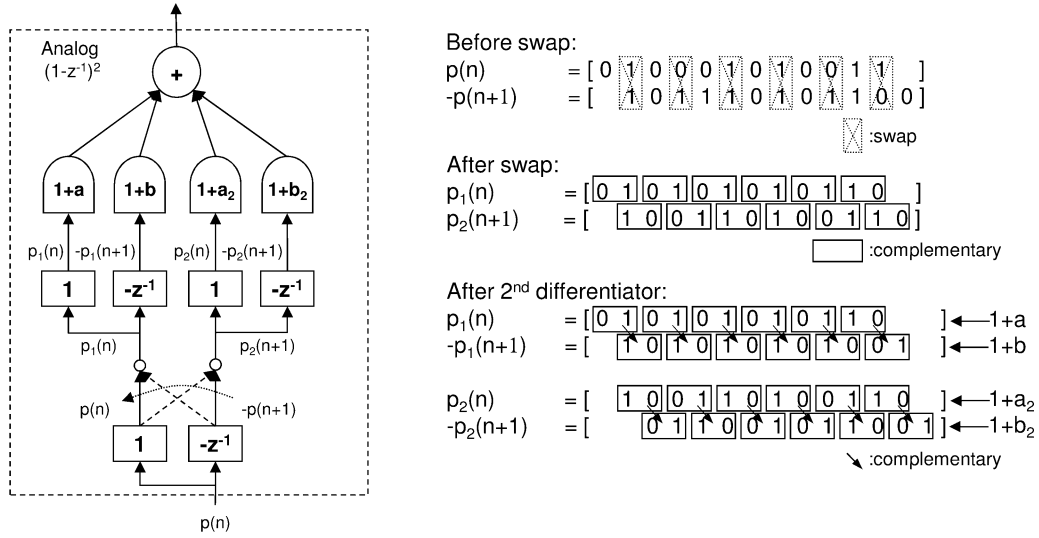 Analog
(1-z⁻¹)²
+
1+a 1+b 1+a₂ 1+b₂
p₁(n) -p₁(n+1) p₂(n) -p₂(n+1)
1 -z⁻¹ 1 -z⁻¹
p₁(n) p₂(n+1)
p(n) -p(n+1)
1 -z⁻¹
p(n)
Before swap:
p(n) = [ 0 1 0 0 0 1 0 1 0 0 1 1 ]
-p(n+1) = [ 1 0 1 1 1 0 1 0 1 1 0 0 ]
:swap
After swap:
p₁(n) = [ 0 1 0 1 0 1 0 1 0 1 1 0 ]
p₂(n+1) = [ 1 0 0 1 1 0 1 0 0 1 1 0 ]
:complementary
After 2ⁿᵈ differentiator:
p₁(n) = [ 0 1 0 1 0 1 0 1 0 1 1 0 ] 1+a
-p₁(n+1) = [ 1 0 1 0 1 0 1 0 1 0 0 1 ] 1+b
p₂(n) = [ 1 0 0 1 1 0 1 0 0 1 1 0 ] 1+a₂
-p₂(n+1) = [ 0 1 1 0 0 1 0 1 1 0 0 1 ] 1+b₂
:complementary